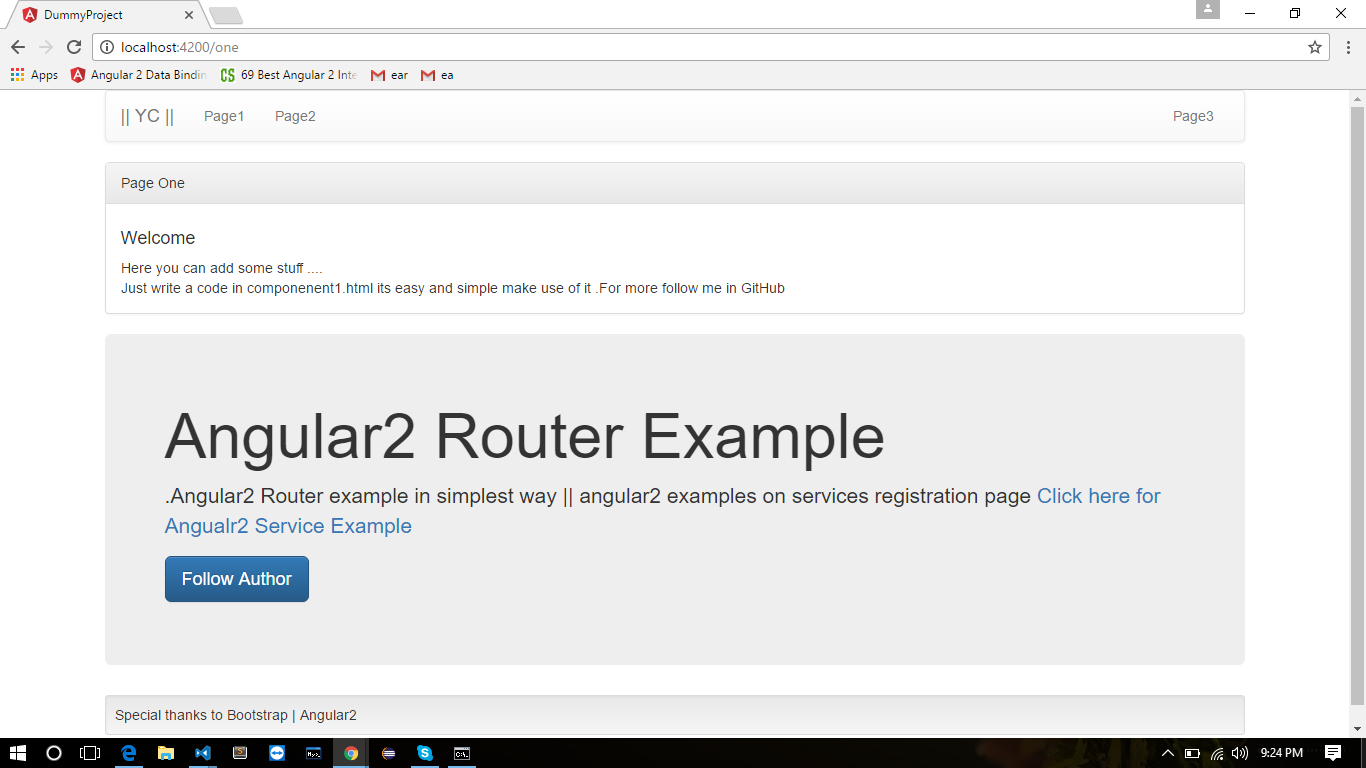 DummyProject
localhost:4200/one
Apps Angular 2 Data Bindin 69 Best Angular 2 Inte ear ea
|| YC || Page1 Page2 Page3
Page One
Welcome
Here you can add some stuff ....
Just write a code in componenent1.html its easy and simple make use of it .For more follow me in GitHub
Angular2 Router Example
.Angular2 Router example in simplest way || angular2 examples on services registration page Click here for
Angualr2 Service Example
Follow Author
Special thanks to Bootstrap | Angular2
9:24 PM